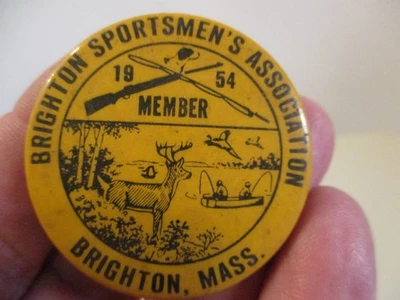 BRIGHTON SPORTSMEN'S ASSOCIATION
19 54
MEMBER
BRIGHTON, MASS.